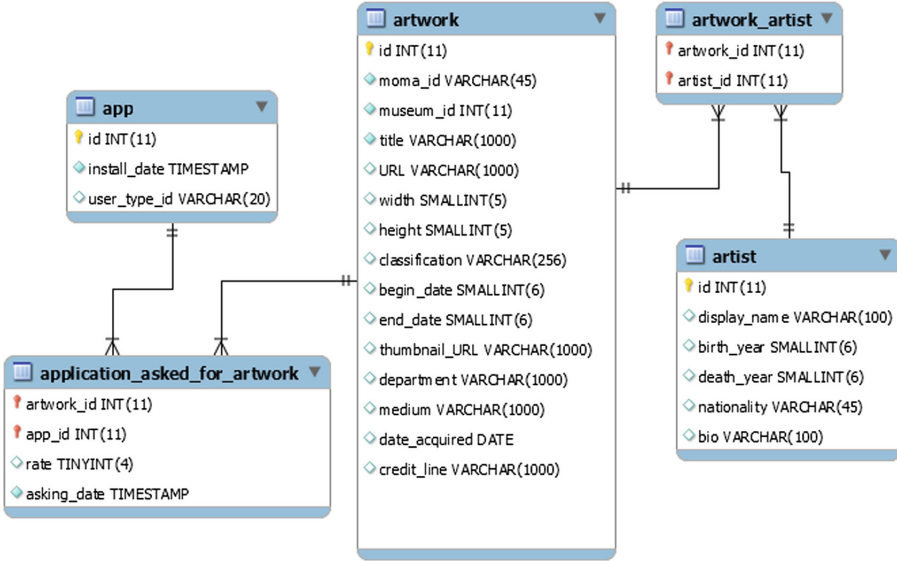 app
id INT(11)
install_date TIMESTAMP
user_type_id VARCHAR(20)
application_asked_for_artwork
artwork_id INT(11)
app_id INT(11)
rate TINYINT(4)
asking_date TIMESTAMP
artwork
id INT(11)
moma_id VARCHAR(45)
museum_id INT(11)
title VARCHAR(1000)
URL VARCHAR(1000)
width SMALLINT(5)
height SMALLINT(5)
classification VARCHAR(256)
begin_date SMALLINT(6)
end_date SMALLINT(6)
thumbnail_URL VARCHAR(1000)
department VARCHAR(1000)
medium VARCHAR(1000)
date_acquired DATE
credit_line VARCHAR(1000)
artwork_artist
artwork_id INT(11)
artist_id INT(11)
artist
id INT(11)
display_name VARCHAR(100)
birth_year SMALLINT(6)
death_year SMALLINT(6)
nationality VARCHAR(45)
bio VARCHAR(100)